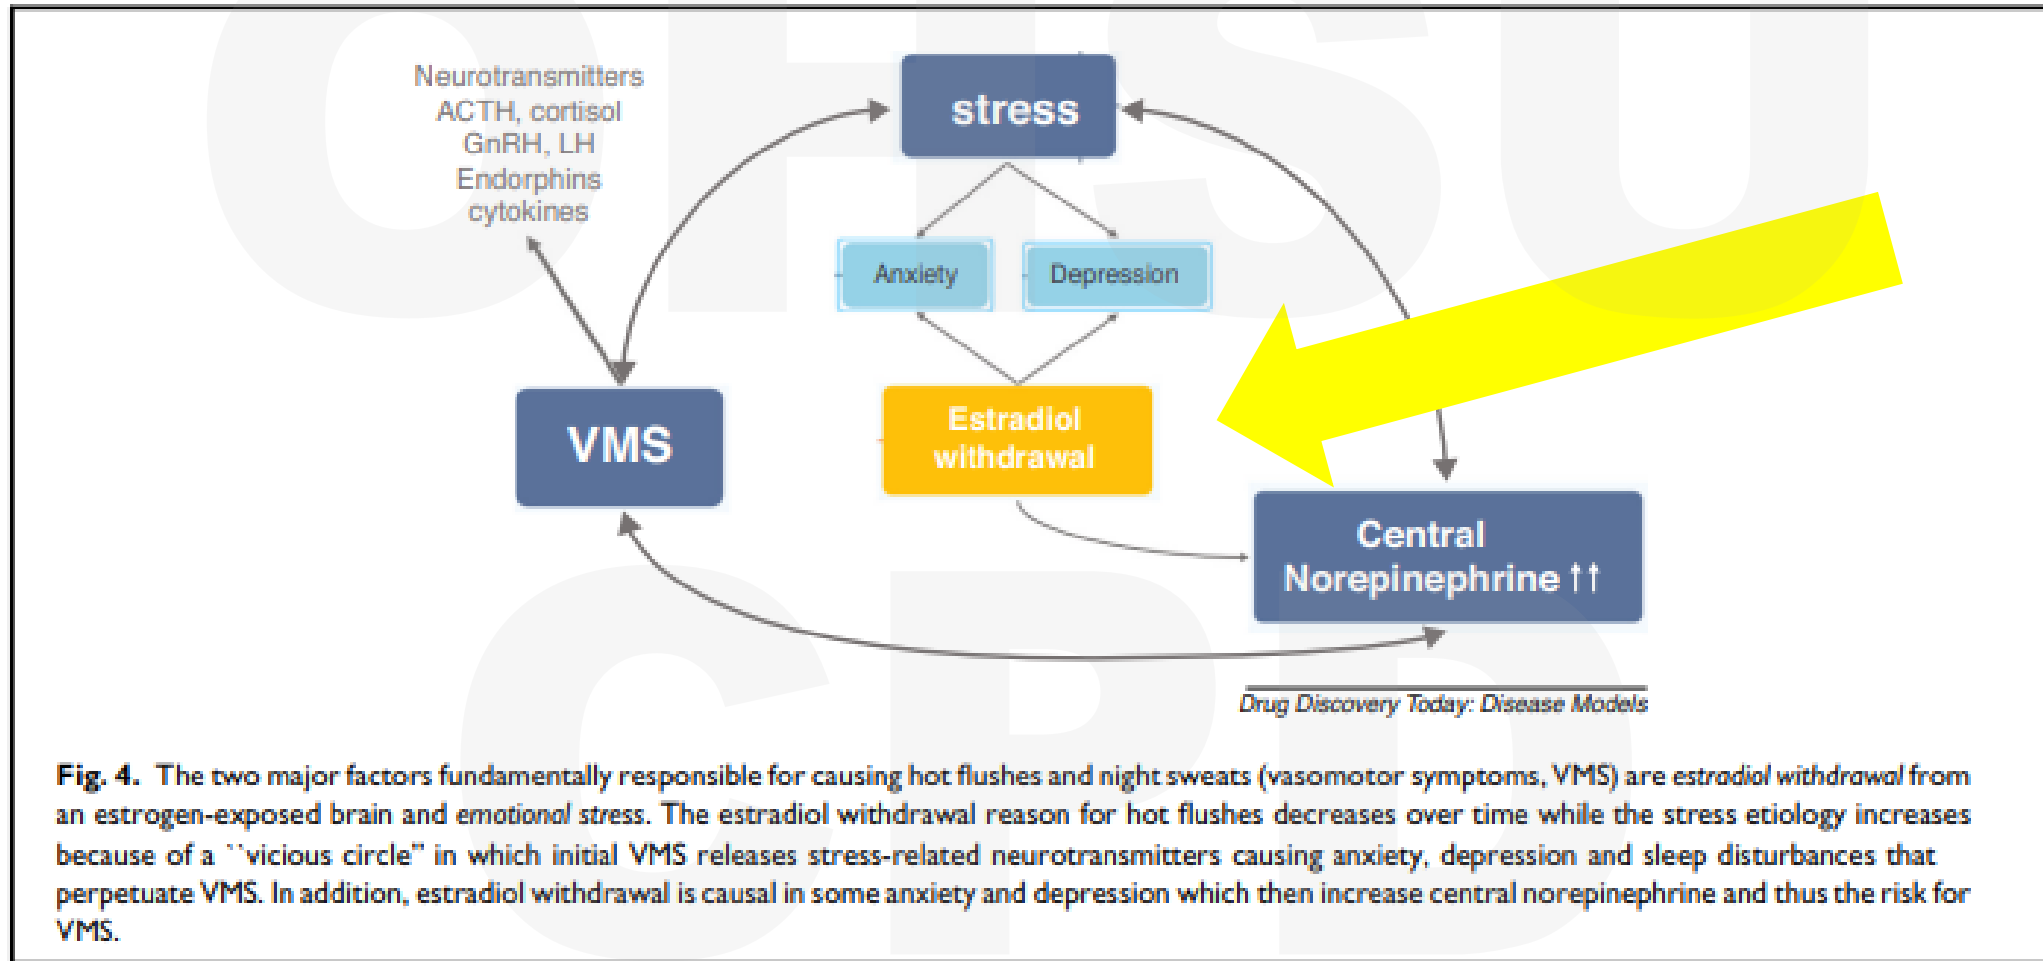 Neurotransmitters
ACTH, cortisol
GnRH, LH
Endorphins
cytokines
stress
Anxiety
Depression
VMS
Estradiol
withdrawal
Central
Norepinephrine ↑↑
Drug Discovery Today: Disease Models
Fig. 4. The two major factors fundamentally responsible for causing hot flushes and night sweats (vasomotor symptoms, VMS) are estradiol withdrawal from
an estrogen-exposed brain and emotional stress. The estradiol withdrawal reason for hot flushes decreases over time while the stress etiology increases
because of a ``vicious circle'' in which initial VMS releases stress-related neurotransmitters causing anxiety, depression and sleep disturbances that
perpetuate VMS. In addition, estradiol withdrawal is causal in some anxiety and depression which then increase central norepinephrine and thus the risk for
VMS.
OHSU
CPD